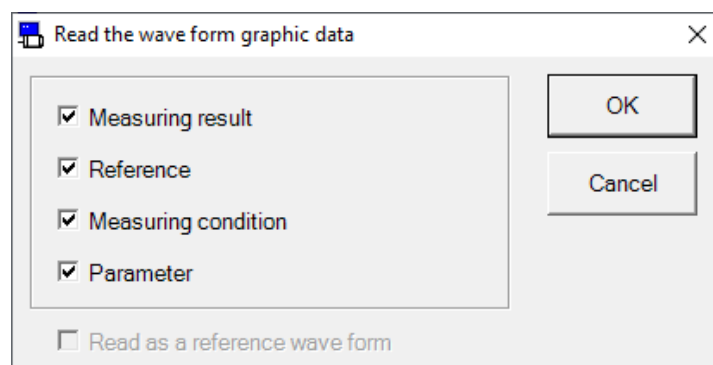 Read the wave form graphic data
OK
Measuring result
Reference
Cancel
Measuring condition
Parameter
Read as a reference wave form